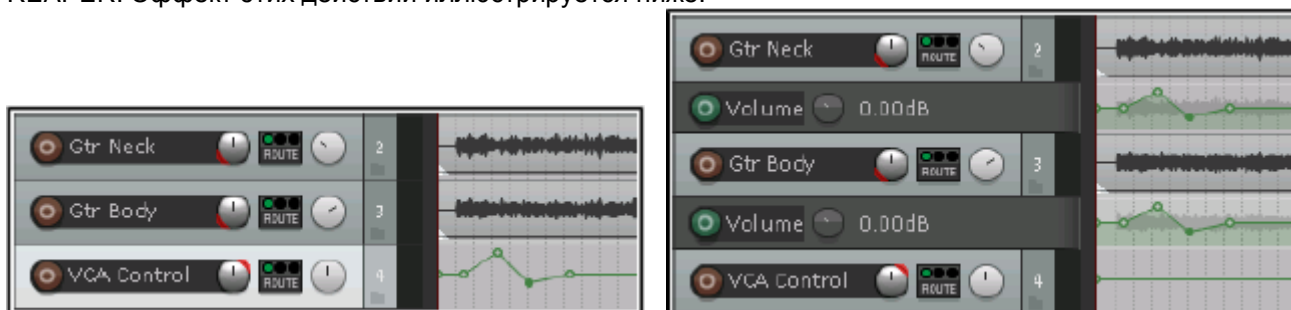 REAPER. Эффект этих действий иллюстрируется ниже.
Gtr Neck ROUTE 2
Gtr Body ROUTE 3
VCA Control ROUTE 4
Gtr Neck ROUTE 2
Volume 0.00dB
Gtr Body ROUTE 3
Volume 0.00dB
VCA Control ROUTE 4